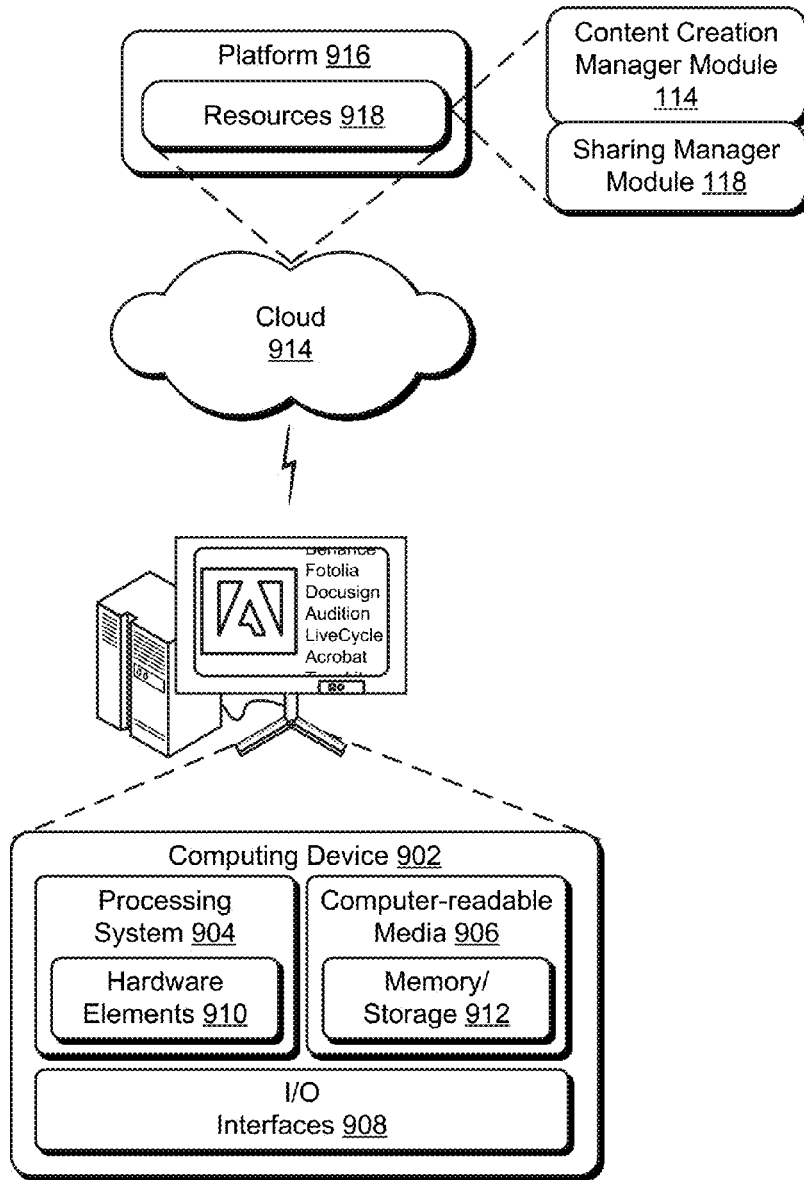 Platform 916
Resources 918
Content Creation
Manager Module
114
Sharing Manager
Module 118
Cloud
914
Behance
Fotolia
Docusign
Audition
LiveCycle
Acrobat
Computing Device 902
Processing
System 904
Hardware
Elements 910
Computer-readable
Media 906
Memory/
Storage 912
I/O
Interfaces 908